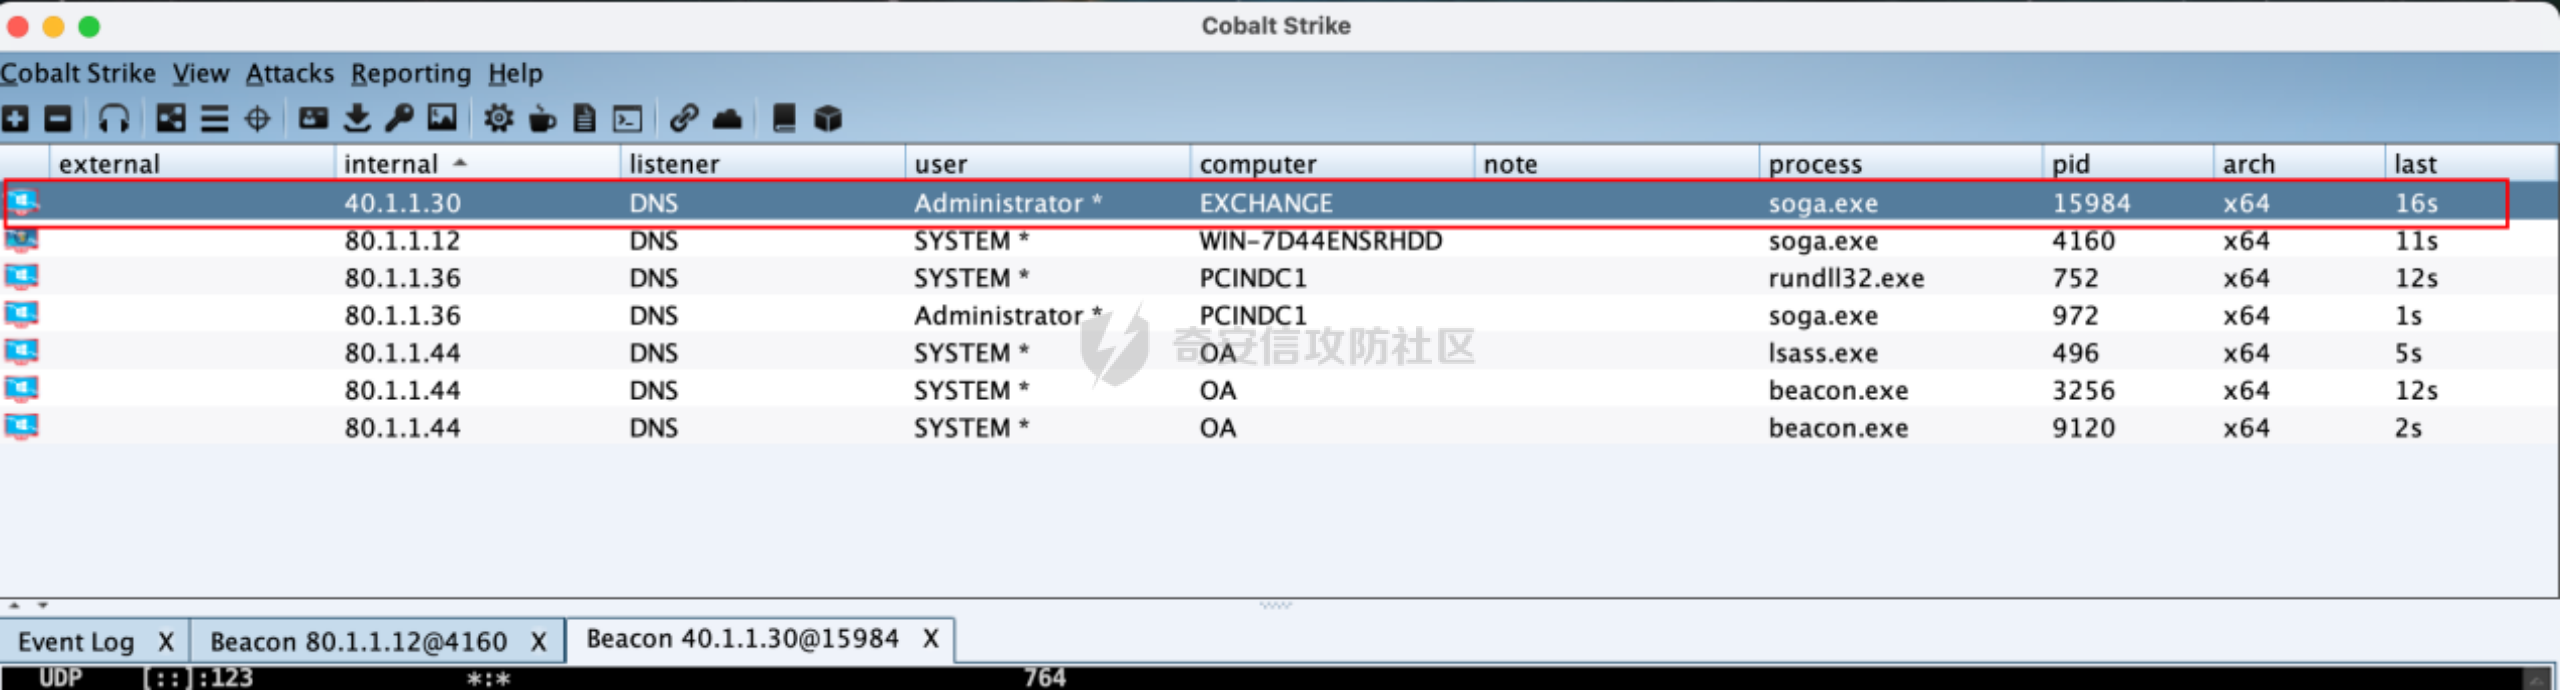 Cobalt Strike
Cobalt Strike View Attacks Reporting Help
external internal listener user computer note process pid arch last
40.1.1.30 DNS Administrator * EXCHANGE soga.exe 15984 x64 16s
80.1.1.12 DNS SYSTEM * WIN-7D44ENSRHDD soga.exe 4160 x64 11s
80.1.1.36 DNS SYSTEM * PCINDC1 rundll32.exe 752 x64 12s
80.1.1.36 DNS Administrator * PCINDC1 soga.exe 972 x64 1s
奇安信攻防社区
80.1.1.44 DNS SYSTEM * OA lsass.exe 496 x64 5s
80.1.1.44 DNS SYSTEM * OA beacon.exe 3256 x64 12s
80.1.1.44 DNS SYSTEM * OA beacon.exe 9120 x64 2s
Event Log X Beacon 80.1.1.12@4160 X Beacon 40.1.1.30@15984 X
UDP [::]:123 *:* 764